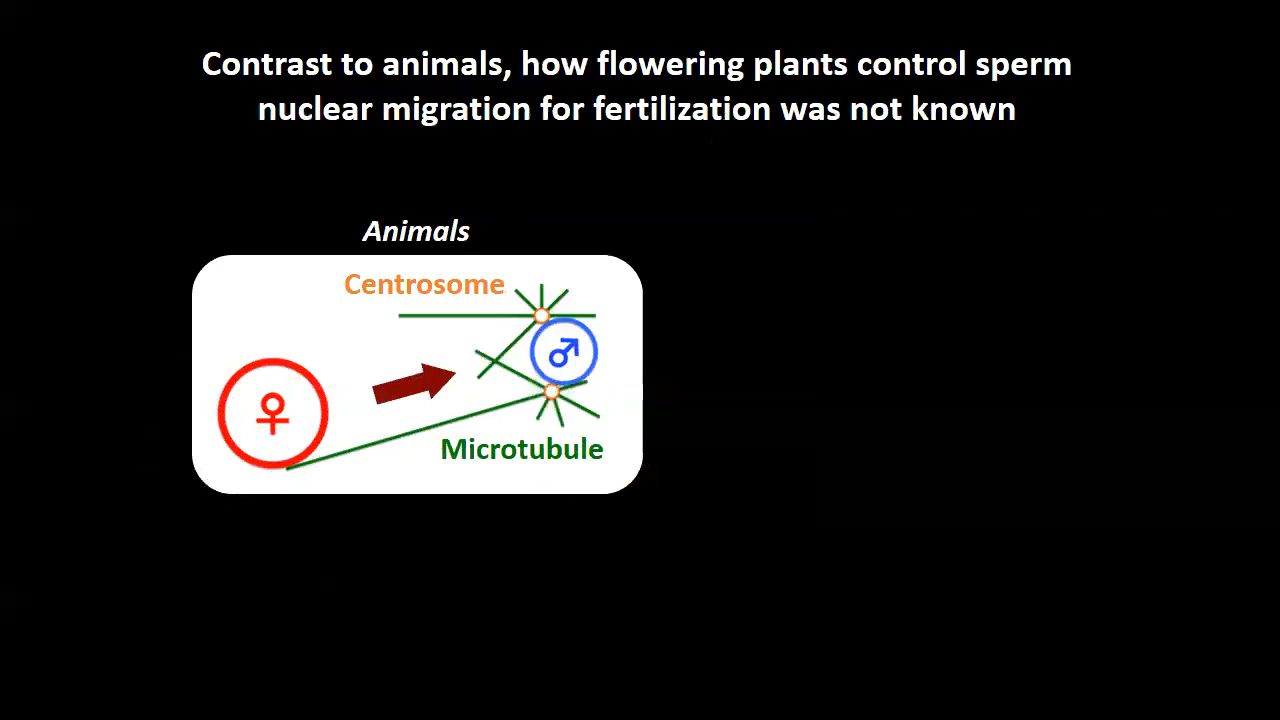 Contrast to animals, how flowering plants control sperm
nuclear migration for fertilization was not known
Animals
Centrosome
♂
♀
Microtubule